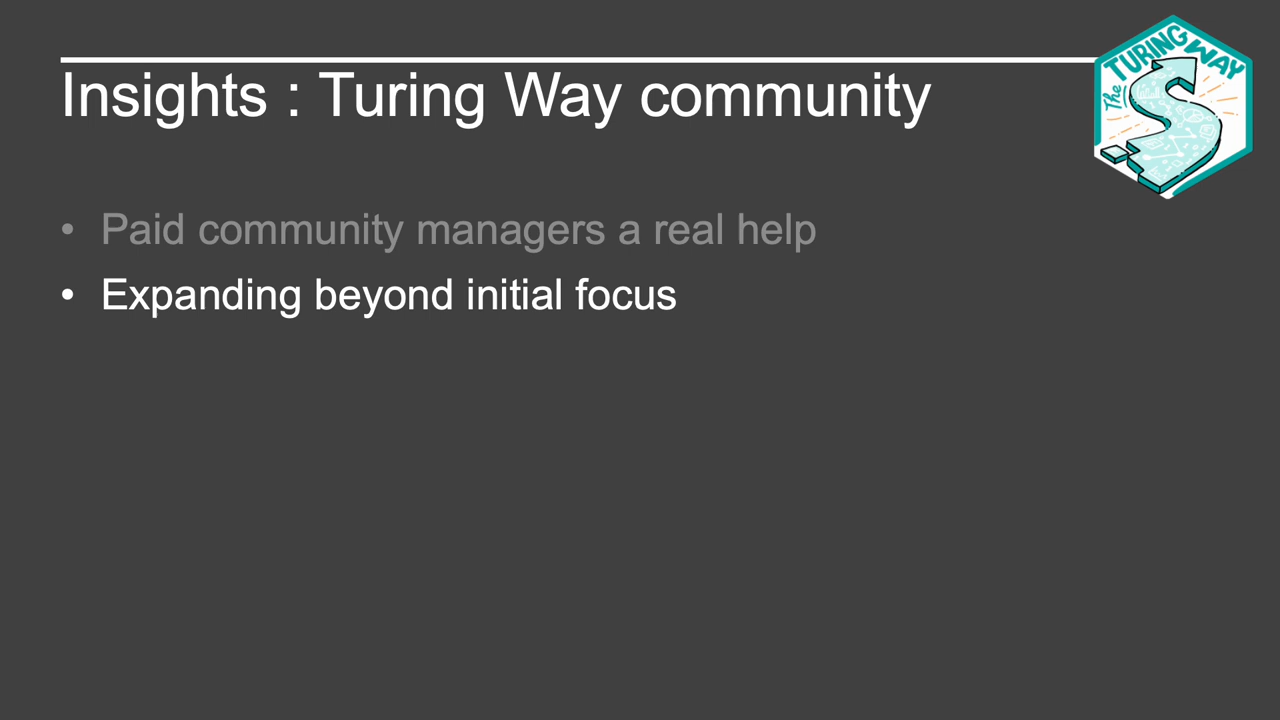 The TURING WAY
Insights : Turing Way community
• Paid community managers a real help
• Expanding beyond initial focus